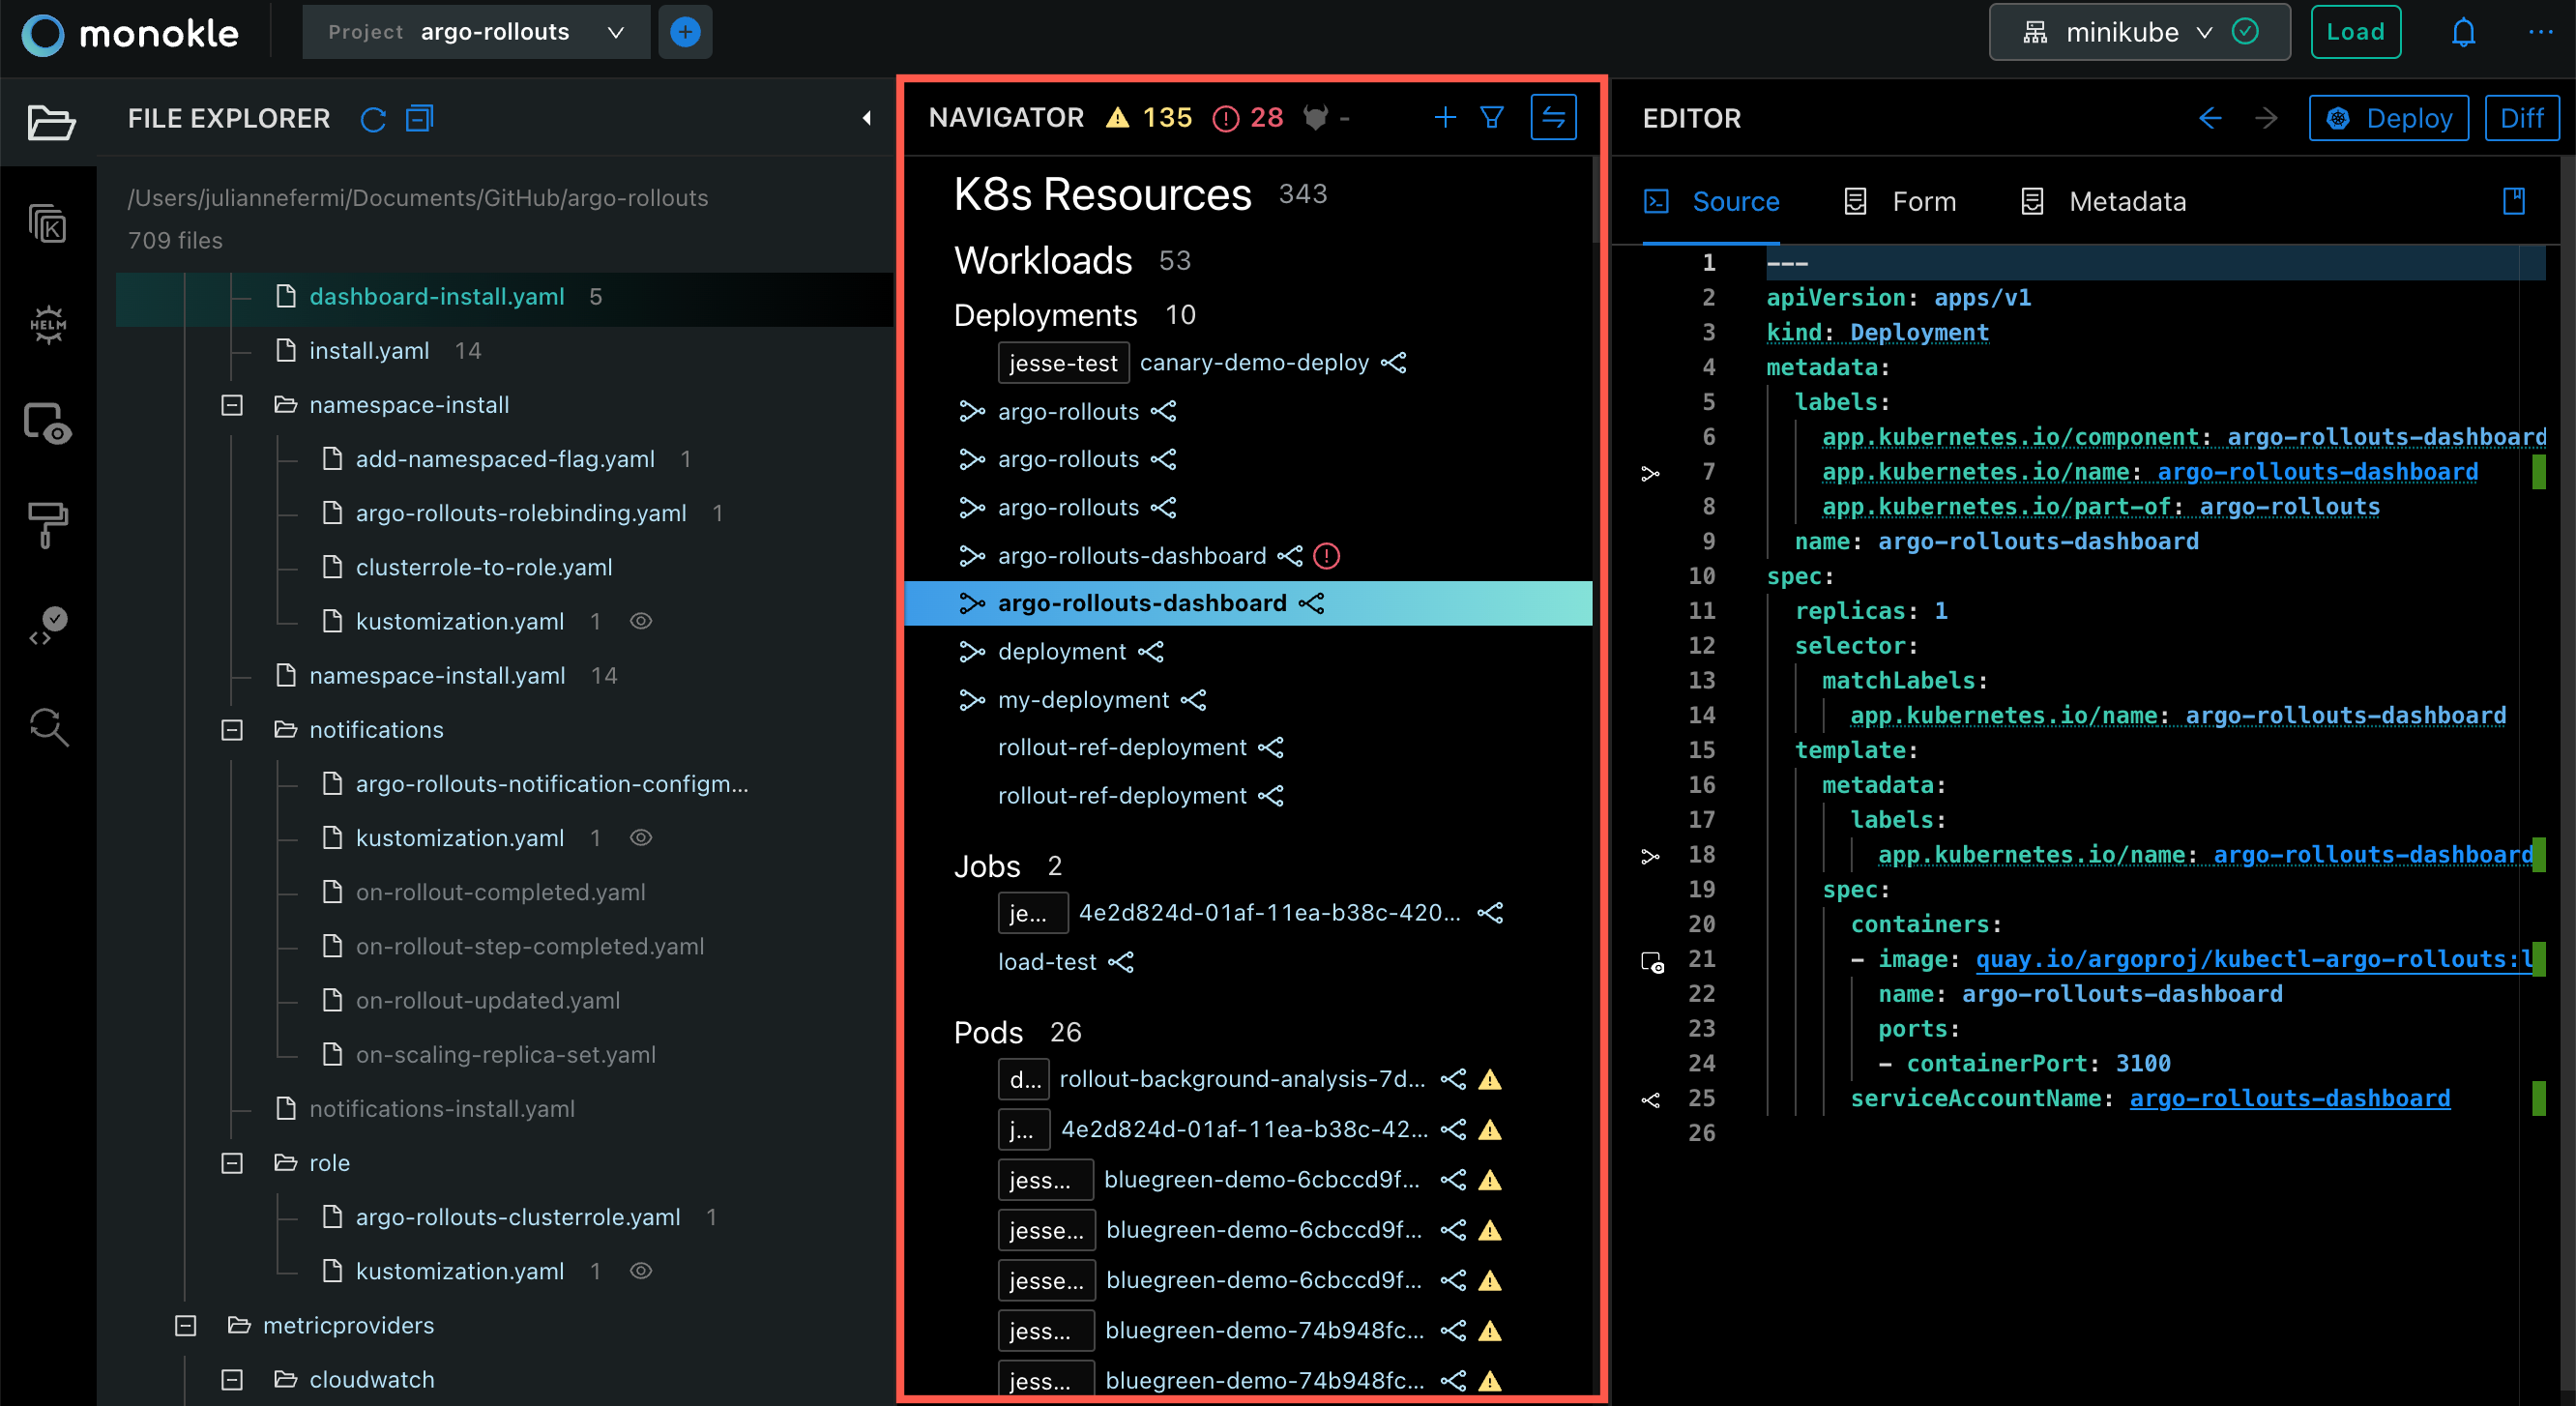 monokle
Project argo-rollouts
minikube
Load
FILE EXPLORER
/Users/juliannefermi/Documents/GitHub/argo-rollouts
709 files
dashboard-install.yaml 5
install.yaml 14
namespace-install
add-namespaced-flag.yaml 1
argo-rollouts-rolebinding.yaml 1
clusterrole-to-role.yaml
kustomization.yaml 1
namespace-install.yaml 14
notifications
argo-rollouts-notification-configm...
kustomization.yaml 1
on-rollout-completed.yaml
on-rollout-step-completed.yaml
on-rollout-updated.yaml
on-scaling-replica-set.yaml
notifications-install.yaml
role
argo-rollouts-clusterrole.yaml 1
kustomization.yaml 1
metricproviders
cloudwatch
K
HELM
NAVIGATOR 135 28 -
K8s Resources 343
Workloads 53
Deployments 10
jesse-test canary-demo-deploy
argo-rollouts
argo-rollouts
argo-rollouts
argo-rollouts-dashboard
argo-rollouts-dashboard
deployment
my-deployment
rollout-ref-deployment
rollout-ref-deployment
Jobs 2
je... 4e2d824d-01af-11ea-b38c-420...
load-test
Pods 26
d... rollout-background-analysis-7d...
j... 4e2d824d-01af-11ea-b38c-42...
jess... bluegreen-demo-6cbccd9f...
jesse... bluegreen-demo-6cbccd9f...
jesse... bluegreen-demo-6cbccd9f...
jess... bluegreen-demo-74b948fc...
jess... bluegreen-demo-74b948fc...
EDITOR
Deploy
Diff
Source
Form
Metadata
1 ---
2 apiVersion: apps/v1
3 kind: Deployment
4 metadata:
5 labels:
6 app.kubernetes.io/component: argo-rollouts-dashboard
7 app.kubernetes.io/name: argo-rollouts-dashboard
8 app.kubernetes.io/part-of: argo-rollouts
9 name: argo-rollouts-dashboard
10 spec:
11 replicas: 1
12 selector:
13 matchLabels:
14 app.kubernetes.io/name: argo-rollouts-dashboard
15 template:
16 metadata:
17 labels:
18 app.kubernetes.io/name: argo-rollouts-dashboard
19 spec:
20 containers:
21 - image: quay.io/argoproj/kubectl-argo-rollouts:l
22 name: argo-rollouts-dashboard
23 ports:
24 - containerPort: 3100
25 serviceAccountName: argo-rollouts-dashboard
26